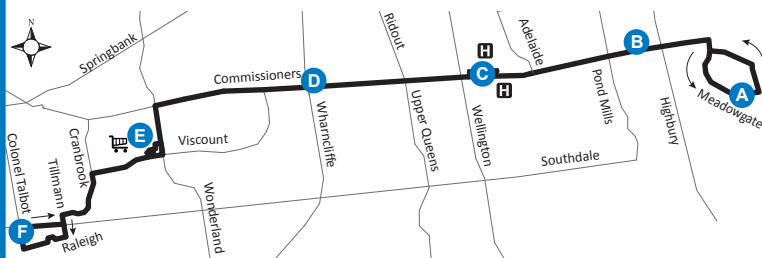 N
Springbank
Ridout
Adelaide
H
B
Commissioners
D
C
H
A
Meadowgate
Pond Mills
Highbury
Wharncliffe
Upper Queens
Wellington
E
Viscount
Cranbrook
Tillmann
Colonel Talbot
Southdale
Wonderland
F
Raleigh